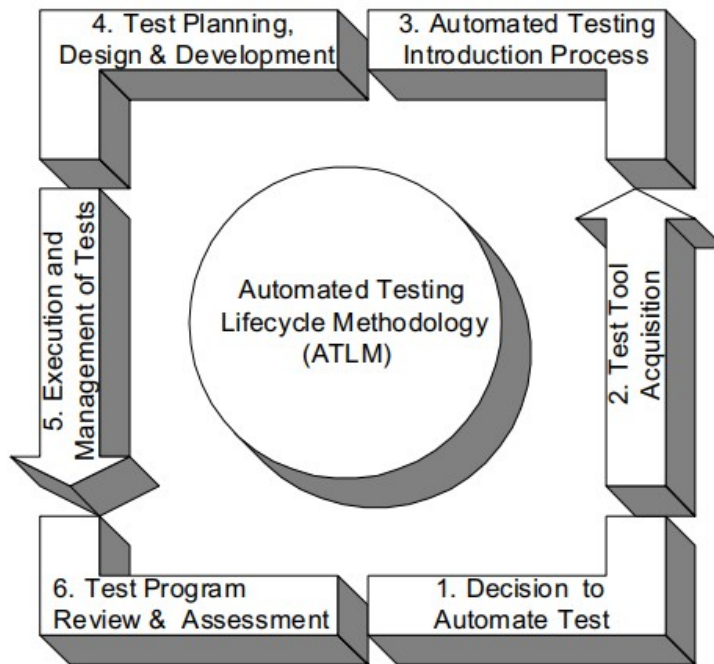 4. Test Planning,
Design & Development
3. Automated Testing
Introduction Process
5. Execution and
Management of Tests
Automated Testing
Lifecycle Methodology
(ATLM)
2. Test Tool
Acquisition
6. Test Program
Review & Assessment
1. Decision to
Automate Test